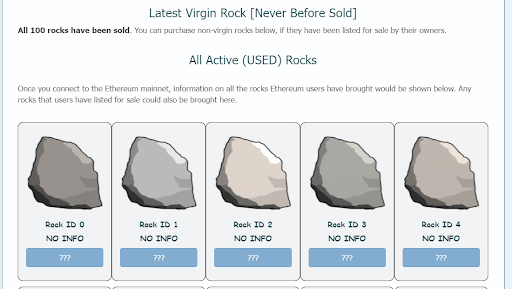 Latest Virgin Rock [Never Before Sold]
All 100 rocks have been sold. You can purchase non-virgin rocks below, if they have been listed for sale by their owners.
All Active (USED) Rocks
Once you connect to the Ethereum mainnet, information on all the rocks Ethereum users have brought would be shown below. Any
rocks that users have listed for sale could also be brought here.
Rock ID 0 Rock ID 1 Rock ID 2 Rock ID 3 Rock ID 4
NO INFO NO INFO NO INFO NO INFO NO INFO
??? ??? ??? ??? ???